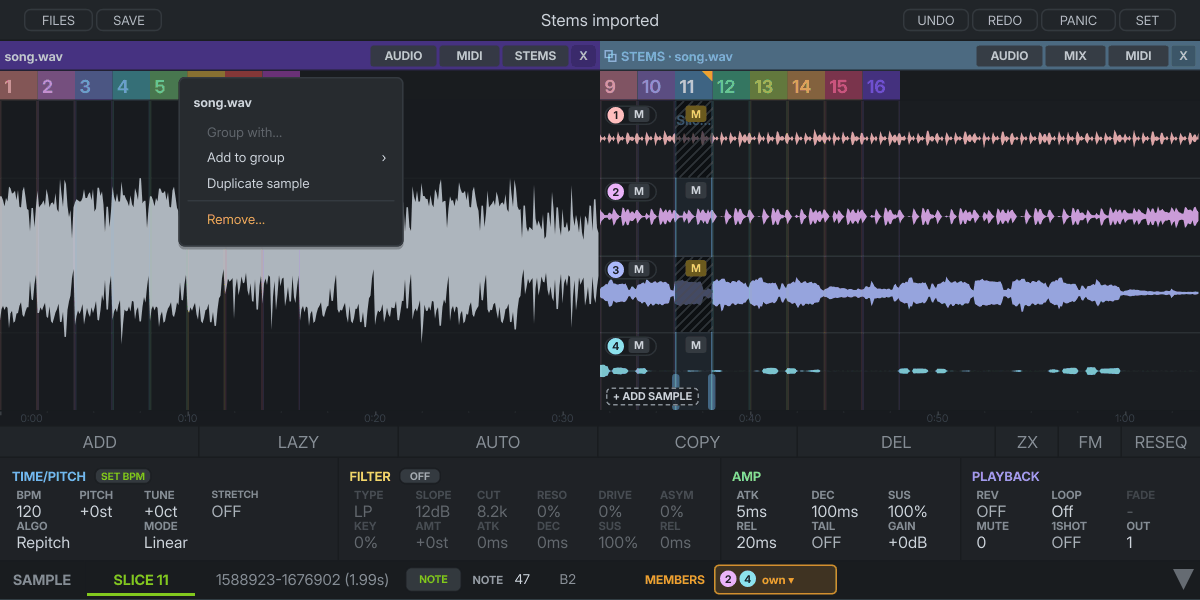 FILES SAVE Stems imported UNDO REDO PANIC SET
song.wav AUDIO MIDI STEMS X STEMS · song.wav AUDIO MIX MIDI X
1 2 3 4 5 9 10 11 12 13 14 15 16
song.wav
Group with...
Add to group ›
Duplicate sample
Remove...
1 M M
2 M M
3 M M
4 M M
+ ADD SAMPLE
0:00 0:10 0:20 0:30 0:40 0:50 1:00
ADD LAZY AUTO COPY DEL ZX FM RESEQ
TIME/PITCH SET BPM FILTER OFF AMP PLAYBACK
BPM PITCH TUNE STRETCH TYPE SLOPE CUT RESO DRIVE ASYM ATK DEC SUS REV LOOP FADE
120 +0st +0ct OFF LP 12dB 8.2k 0% 0% 0% 5ms 100ms 100% OFF Off -
ALGO MODE KEY AMT ATK DEC SUS REL REL TAIL GAIN MUTE 1SHOT OUT
Repitch Linear 0% +0st 0ms 0ms 100% 0ms 20ms OFF +0dB 0 OFF 1
SAMPLE SLICE 11 1588923-1676902 (1.99s) NOTE NOTE 47 B2 MEMBERS 2 4 own ▾